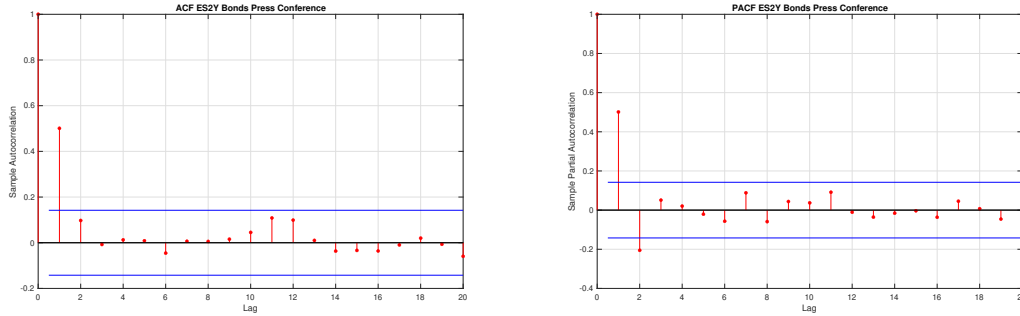 ACF ES2Y Bonds Press Conference
Sample Autocorrelation
1
0.8
0.6
0.4
0.2
0
-0.2
0 2 4 6 8 10 12 14 16 18 20
Lag
PACF ES2Y Bonds Press Conference
Sample Partial Autocorrelation
1
0.8
0.6
0.4
0.2
0
-0.2
-0.4
0 2 4 6 8 10 12 14 16 18
Lag